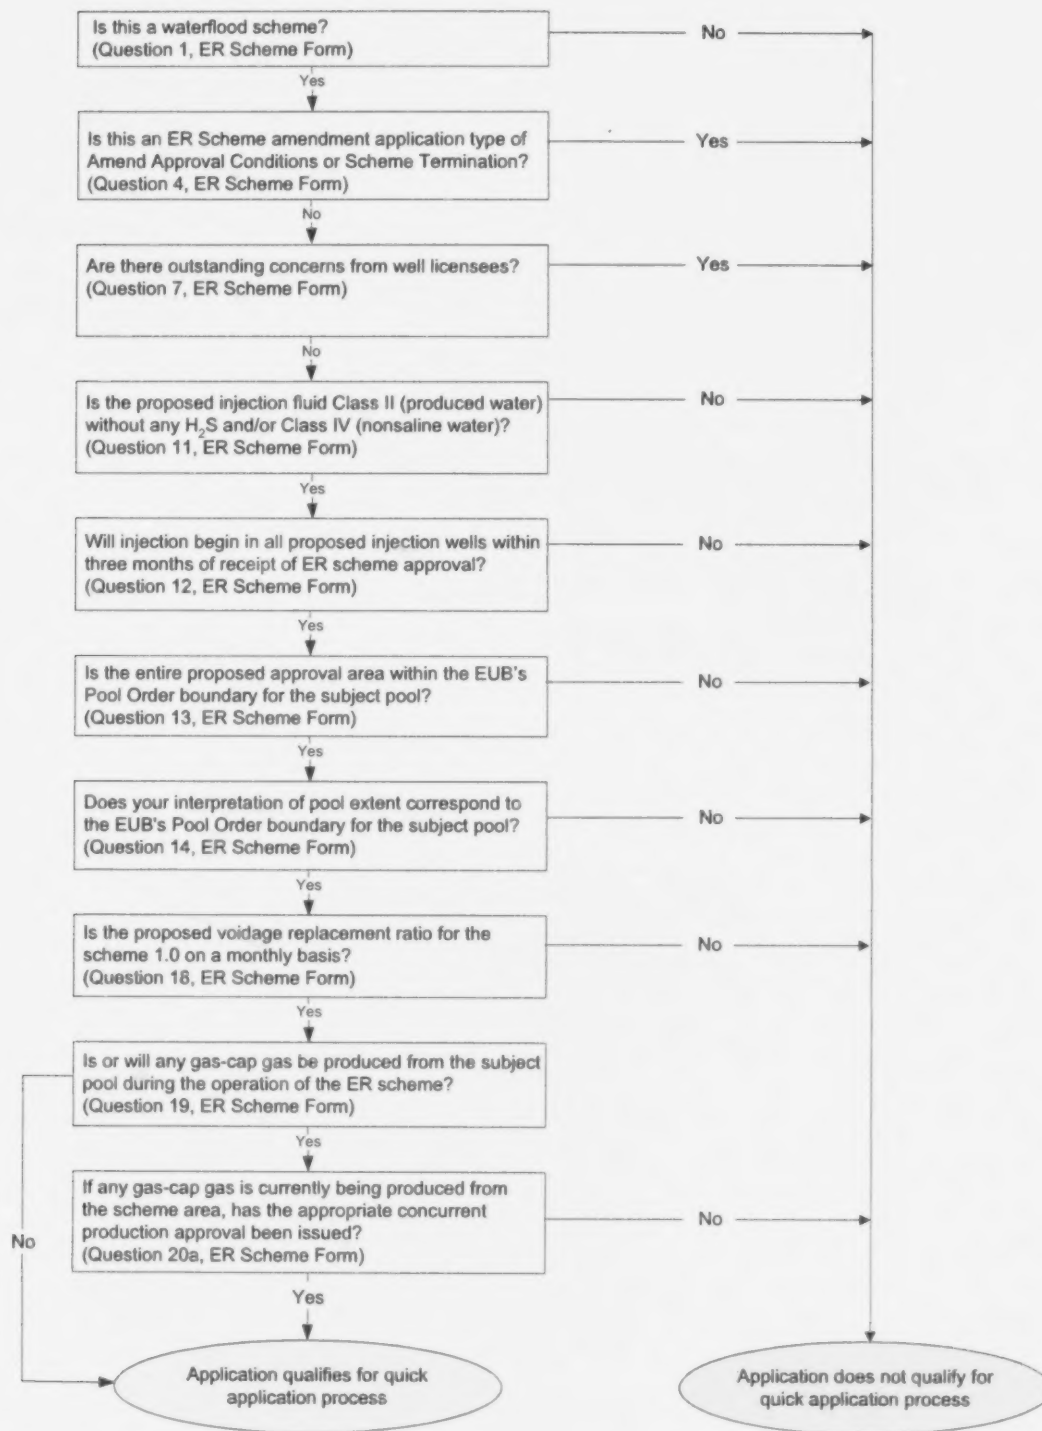 Is this a waterflood scheme?
(Question 1, ER Scheme Form)
No
Yes
Is this an ER Scheme amendment application type of
Amend Approval Conditions or Scheme Termination?
(Question 4, ER Scheme Form)
Yes
No
Are there outstanding concerns from well licensees?
(Question 7, ER Scheme Form)
Yes
No
Is the proposed injection fluid Class II (produced water)
without any H2S and/or Class IV (nonsaline water)?
(Question 11, ER Scheme Form)
No
Yes
Will injection begin in all proposed injection wells within
three months of receipt of ER scheme approval?
(Question 12, ER Scheme Form)
No
Yes
Is the entire proposed approval area within the EUB's
Pool Order boundary for the subject pool?
(Question 13, ER Scheme Form)
No
Yes
Does your interpretation of pool extent correspond to
the EUB's Pool Order boundary for the subject pool?
(Question 14, ER Scheme Form)
No
Yes
Is the proposed voidage replacement ratio for the
scheme 1.0 on a monthly basis?
(Question 18, ER Scheme Form)
No
Yes
Is or will any gas-cap gas be produced from the subject
pool during the operation of the ER scheme?
(Question 19, ER Scheme Form)
Yes
If any gas-cap gas is currently being produced from
the scheme area, has the appropriate concurrent
production approval been issued?
(Question 20a, ER Scheme Form)
No
No
Yes
Application qualifies for quick
application process
Application does not qualify for
quick application process